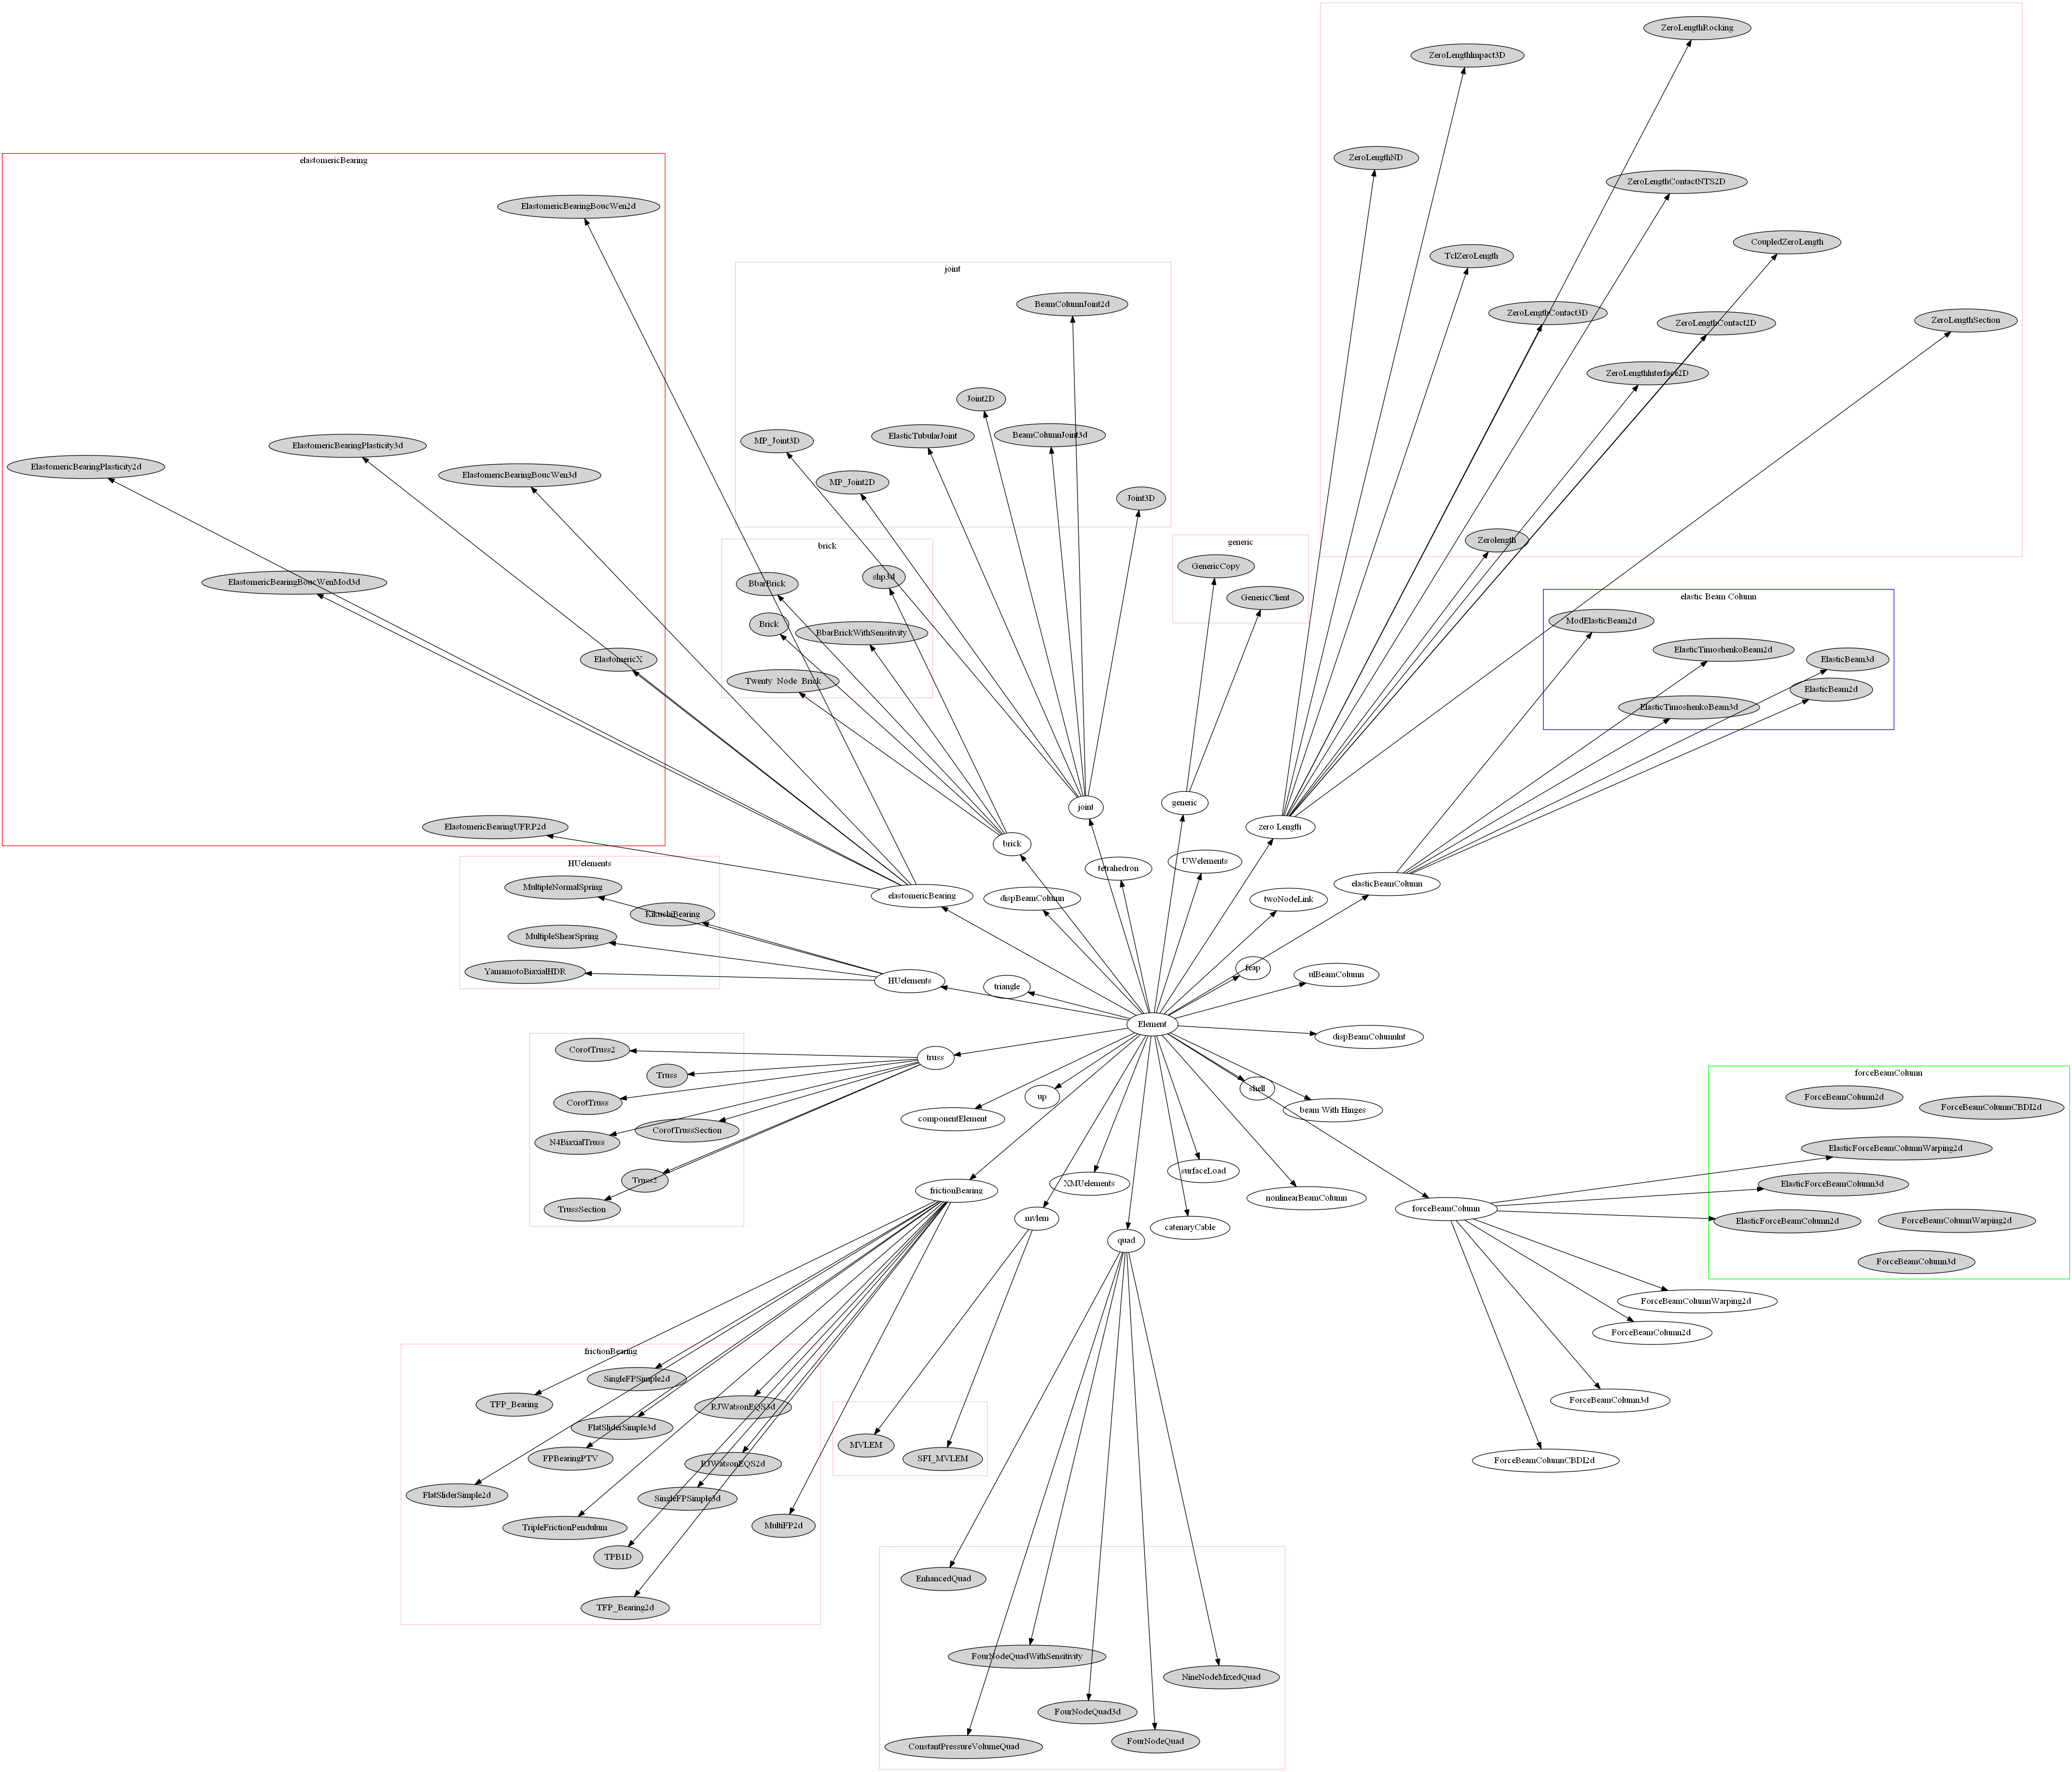 ZeroLengthRocking
ZeroLengthImpact3D
ZeroLengthND
ZeroLengthContactNTS2D
TclZeroLength
CoupledZeroLength
ZeroLengthContact3D
ZeroLengthContact2D
ZeroLengthSection
ZeroLengthInterface2D
Zerolength
elastomericBearing
ElastomericBearingBoucWen2d
ElastomericBearingPlasticity3d
ElastomericBearingPlasticity2d
ElastomericBearingBoucWen3d
ElastomericBearingBoucWenMod3d
ElastomericX
ElastomericBearingUFRP2d
joint
BeamColumnJoint2d
Joint2D
MP_Joint3D
ElasticTubularJoint
BeamColumnJoint3d
MP_Joint2D
Joint3D
brick
BbarBrick
shp3d
Brick
BbarBrickWithSensitivity
Twenty_Node_Brick
generic
GenericCopy
GenericClient
elastic Beam Column
ModElasticBeam2d
ElasticTimoshenkoBeam2d
ElasticBeam3d
ElasticBeam2d
ElasticTimoshenkoBeam3d
joint
generic
zero Length
brick
tetrahedron
UWelements
elasticBeamColumn
elastomericBearing
dispBeamColumn
twoNodeLink
HUelements
MultipleNormalSpring
KikuchiBearing
MultipleShearSpring
YamamotoBiaxialHDR
HUelements
triangle
feap
ulBeamColumn
Element
dispBeamColumnInt
truss
CorotTruss2
Truss
CorotTruss
N4BiaxialTruss
CorotTrussSection
Truss2
TrussSection
up
componentElement
shell
beam With Hinges
forceBeamColumn
ForceBeamColumn2d
ForceBeamColumnCBDI2d
ElasticForceBeamColumnWarping2d
ElasticForceBeamColumn3d
ElasticForceBeamColumn2d
ForceBeamColumnWarping2d
ForceBeamColumn3d
frictionBearing
XMUelements
surfaceLoad
nonlinearBeamColumn
forceBeamColumn
mvlem
catenaryCable
quad
ForceBeamColumnWarping2d
ForceBeamColumn2d
ForceBeamColumn3d
ForceBeamColumnCBDI2d
frictionBearing
SingleFPSimple2d
TFP_Bearing
RJWatsonEQS3d
FlatSliderSimple3d
FPBearingPTV
RJWatsonEQS2d
FlatSliderSimple2d
SingleFPSimple3d
TripleFrictionPendulum
MultiFP2d
TPB1D
TFP_Bearing2d
MVLEM
SFI_MVLEM
EnhancedQuad
FourNodeQuadWithSensitivity
NineNodeMixedQuad
FourNodeQuad3d
FourNodeQuad
ConstantPressureVolumeQuad